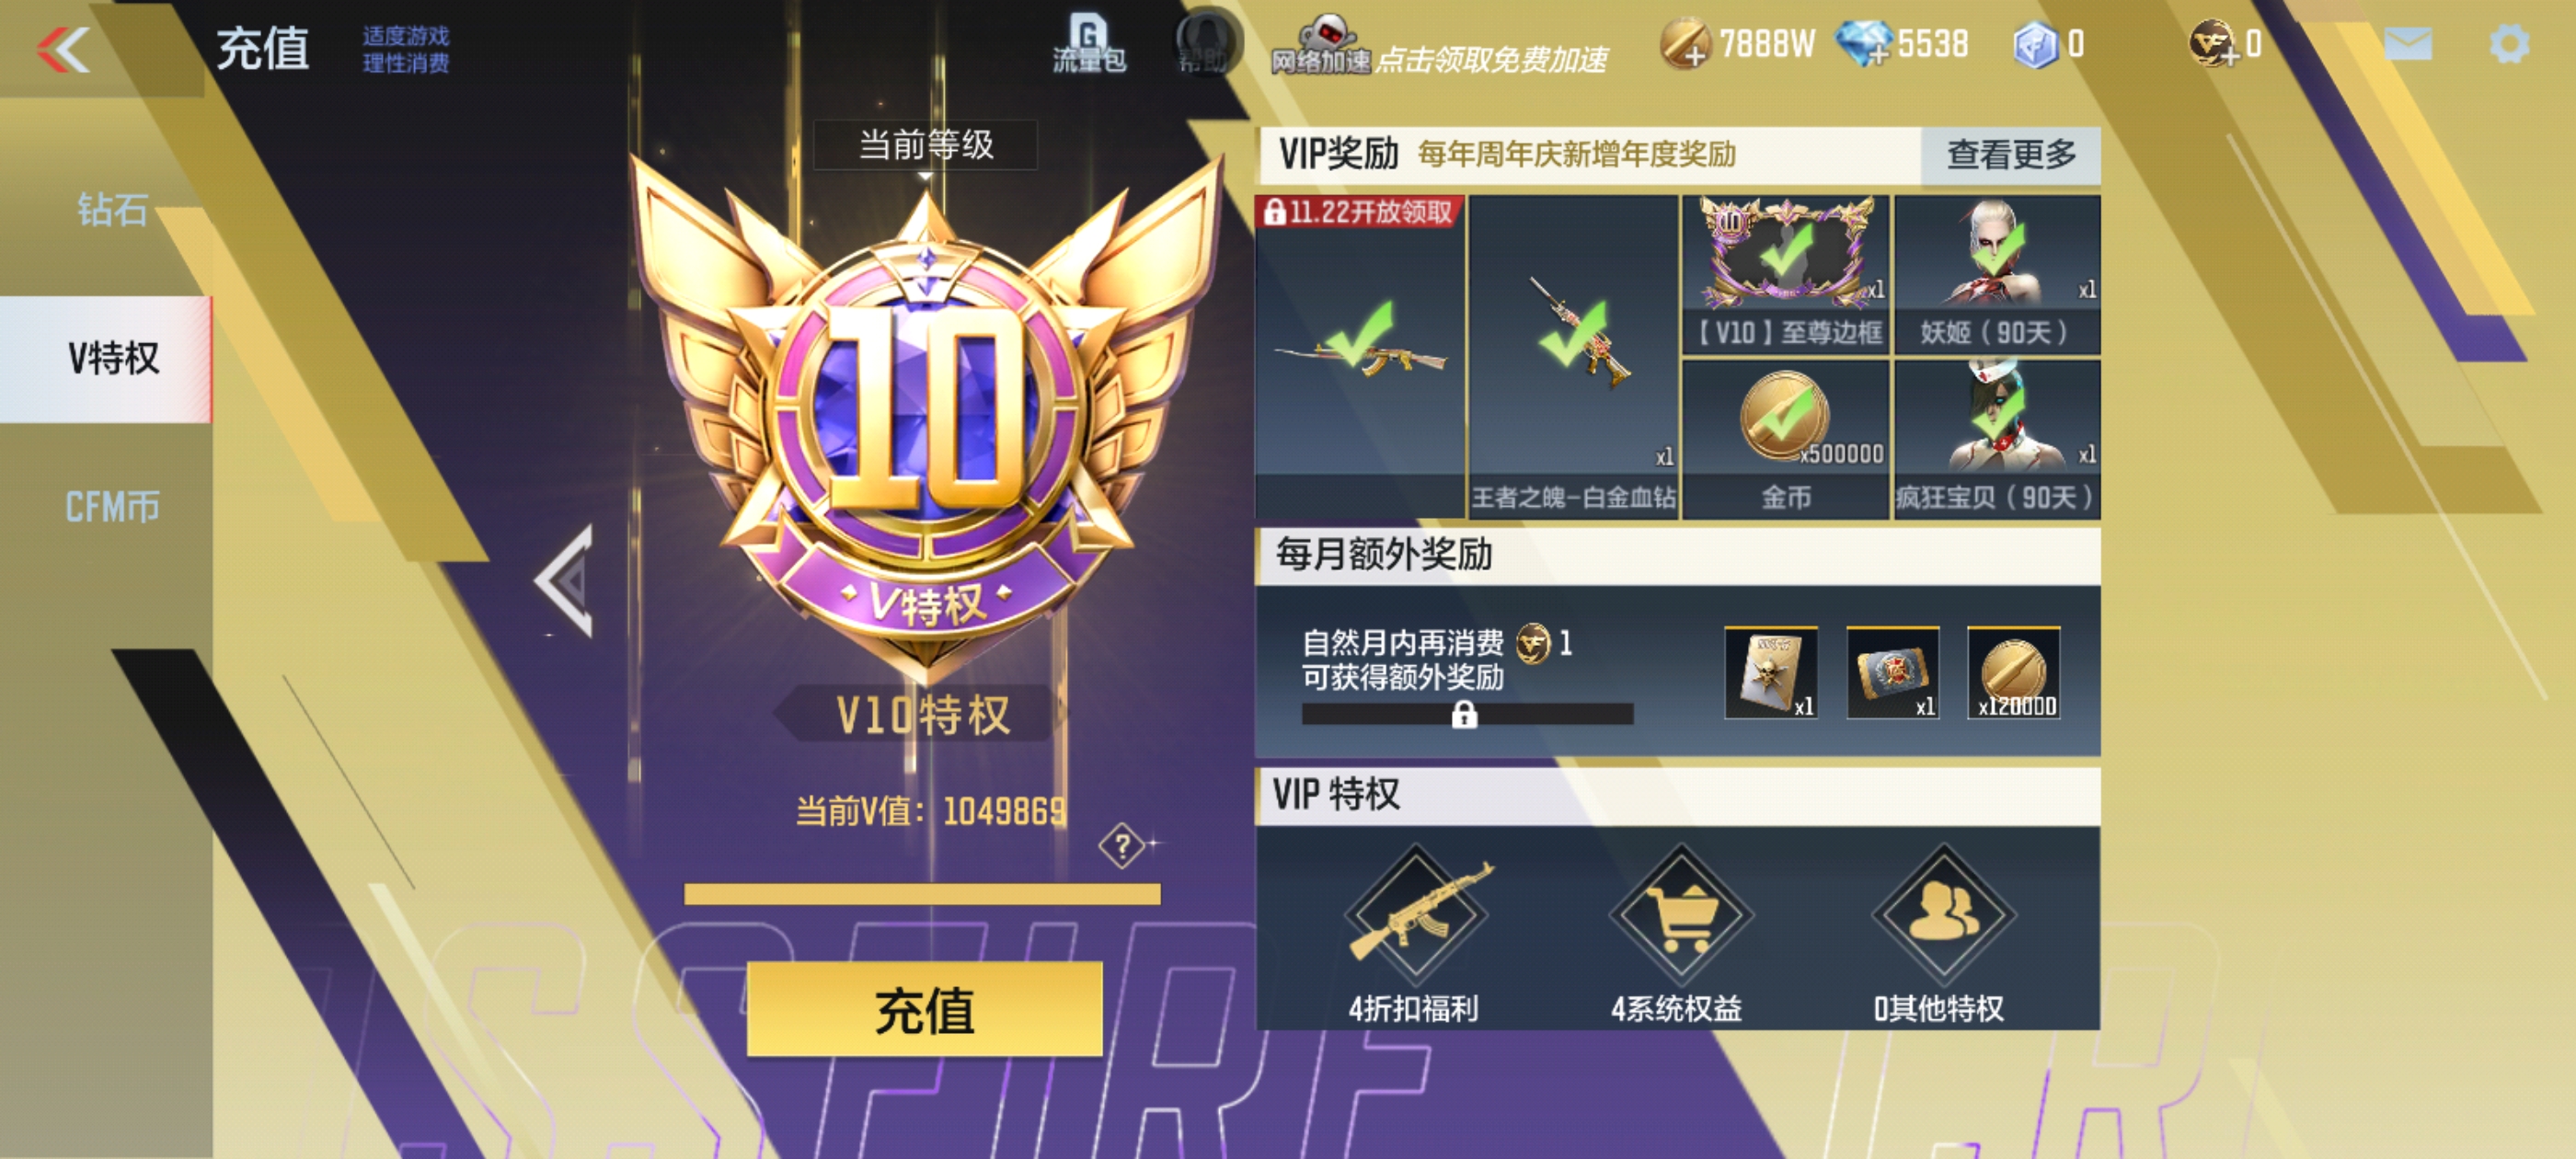 充值
适度游戏
理性消费
流量包
帮助
网络加速
点击领取免费加速
7888W
5538
0
0
钻石
V特权
CFM币
当前等级
10
V特权
V10特权
当前V值：1049869
?
充值
VIP奖励 每年周年庆新增年度奖励
查看更多
11.22开放领取
x1
王者之魄-白金血钻
10
x1
【V10】至尊边框
x1
妖姬（90天）
x500000
金币
x1
疯狂宝贝（90天）
每月额外奖励
自然月内再消费 1
可获得额外奖励
x1
x1
x120000
VIP 特权
4折扣福利
4系统权益
0其他特权